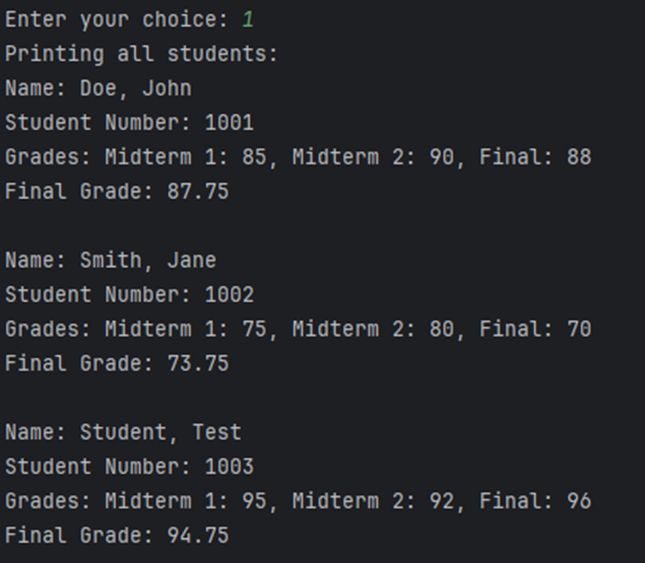 Enter your choice: 1
Printing all students:
Name: Doe, John
Student Number: 1001
Grades: Midterm 1: 85, Midterm 2: 90, Final: 88
Final Grade: 87.75
Name: Smith, Jane
Student Number: 1002
Grades: Midterm 1: 75, Midterm 2: 80, Final: 70
Final Grade: 73.75
Name: Student, Test
Student Number: 1003
Grades: Midterm 1: 95, Midterm 2: 92, Final: 96
Final Grade: 94.75